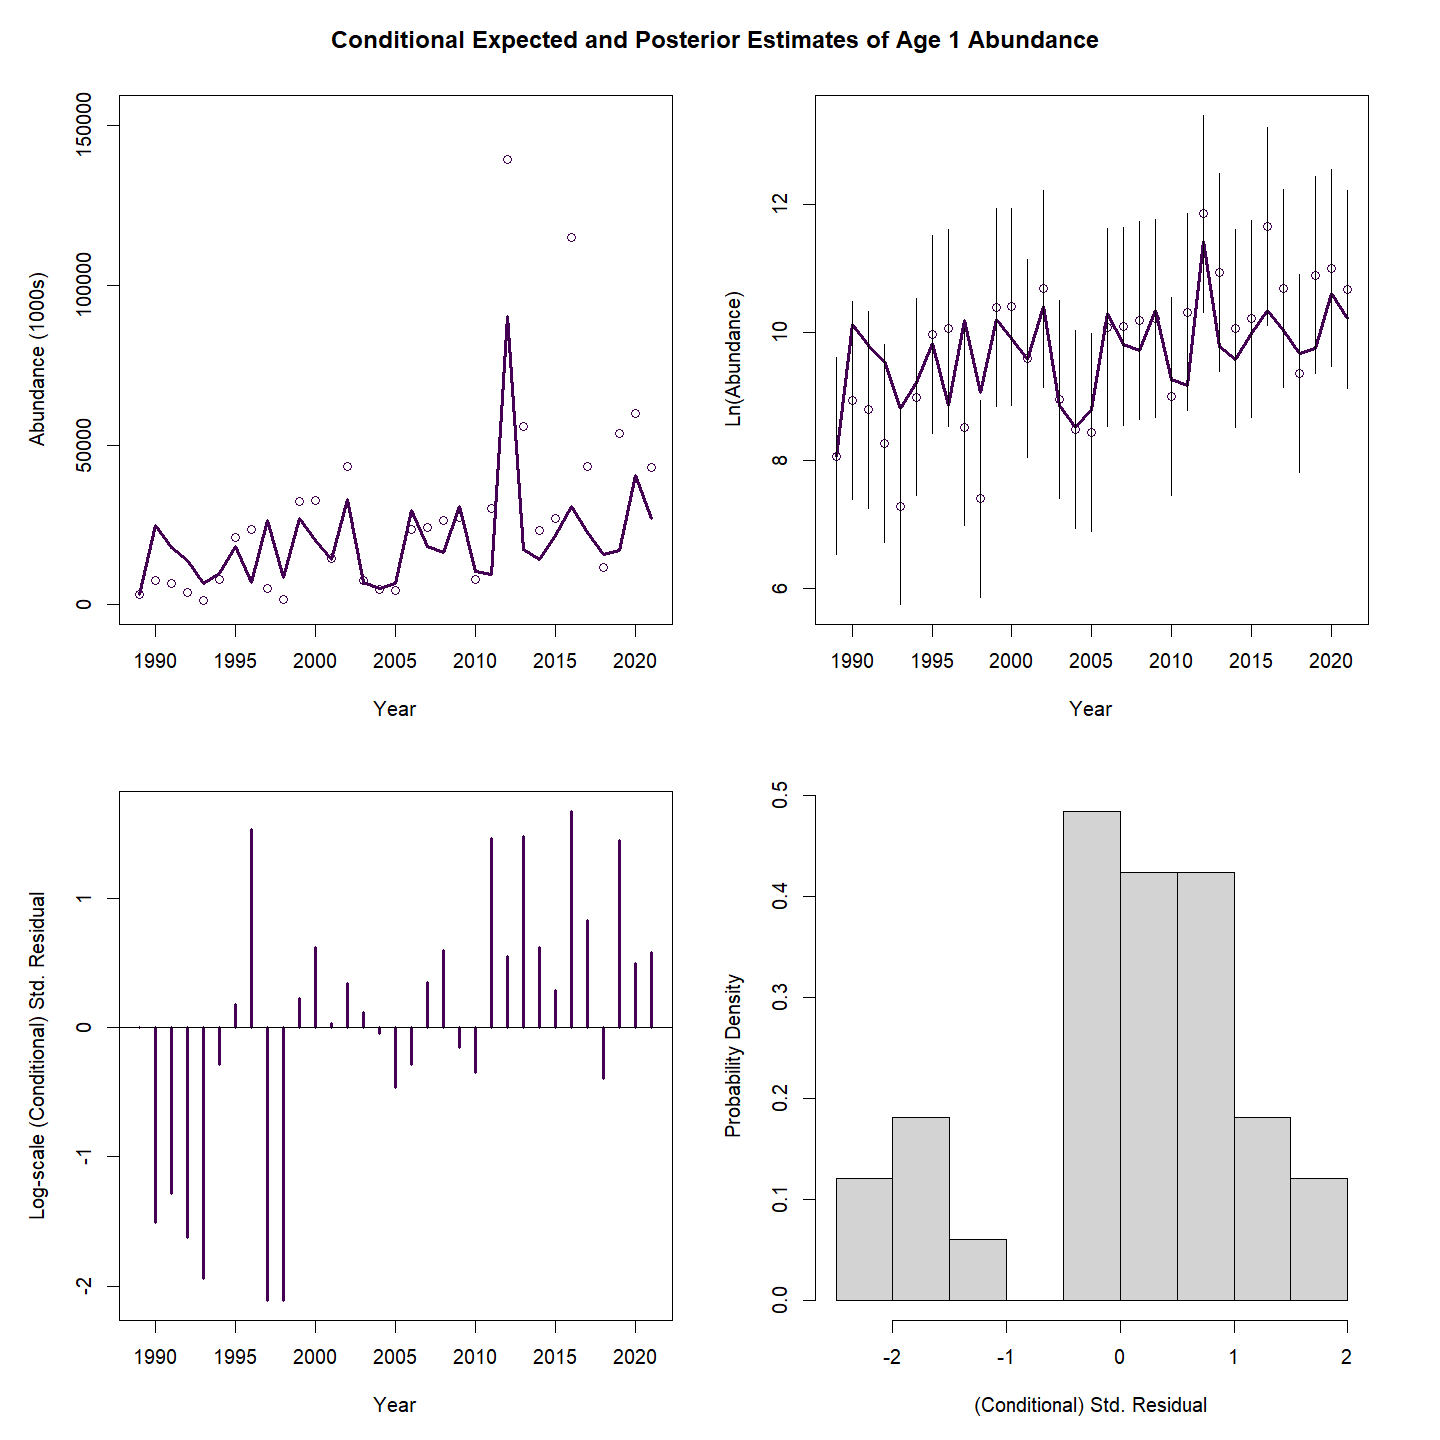 Conditional Expected and Posterior Estimates of Age 1 Abundance
Abundance (1000s)
150000
100000
50000
0
1990 1995 2000 2005 2010 2015 2020
Year
Ln(Abundance)
12
10
8
6
1990 1995 2000 2005 2010 2015 2020
Year
Log-scale (Conditional) Std. Residual
1
0
-1
-2
1990 1995 2000 2005 2010 2015 2020
Year
Probability Density
0.5
0.4
0.3
0.2
0.1
0.0
-2 -1 0 1 2
(Conditional) Std. Residual